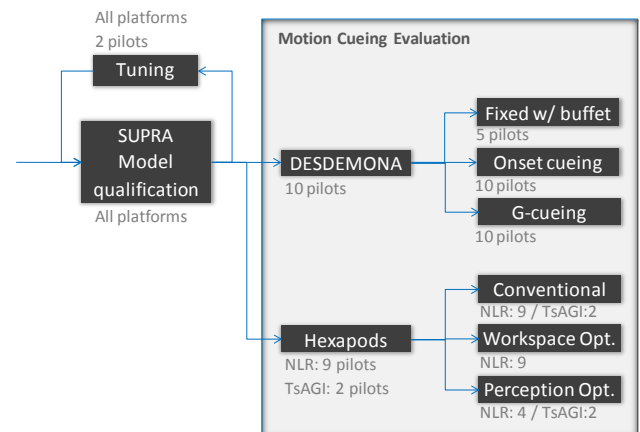 All platforms
2 pilots
Tuning
SUPRA
Model
qualification
All platforms
Motion Cueing Evaluation
DESDEMONA
10 pilots
Fixed w/ buffet
5 pilots
Onset cueing
10 pilots
G-cueing
10 pilots
Hexapods
NLR: 9 pilots
TsAGI: 2 pilots
Conventional
NLR: 9 / TsAGI:2
Workspace Opt.
NLR: 9
Perception Opt.
NLR: 4 / TsAGI:2